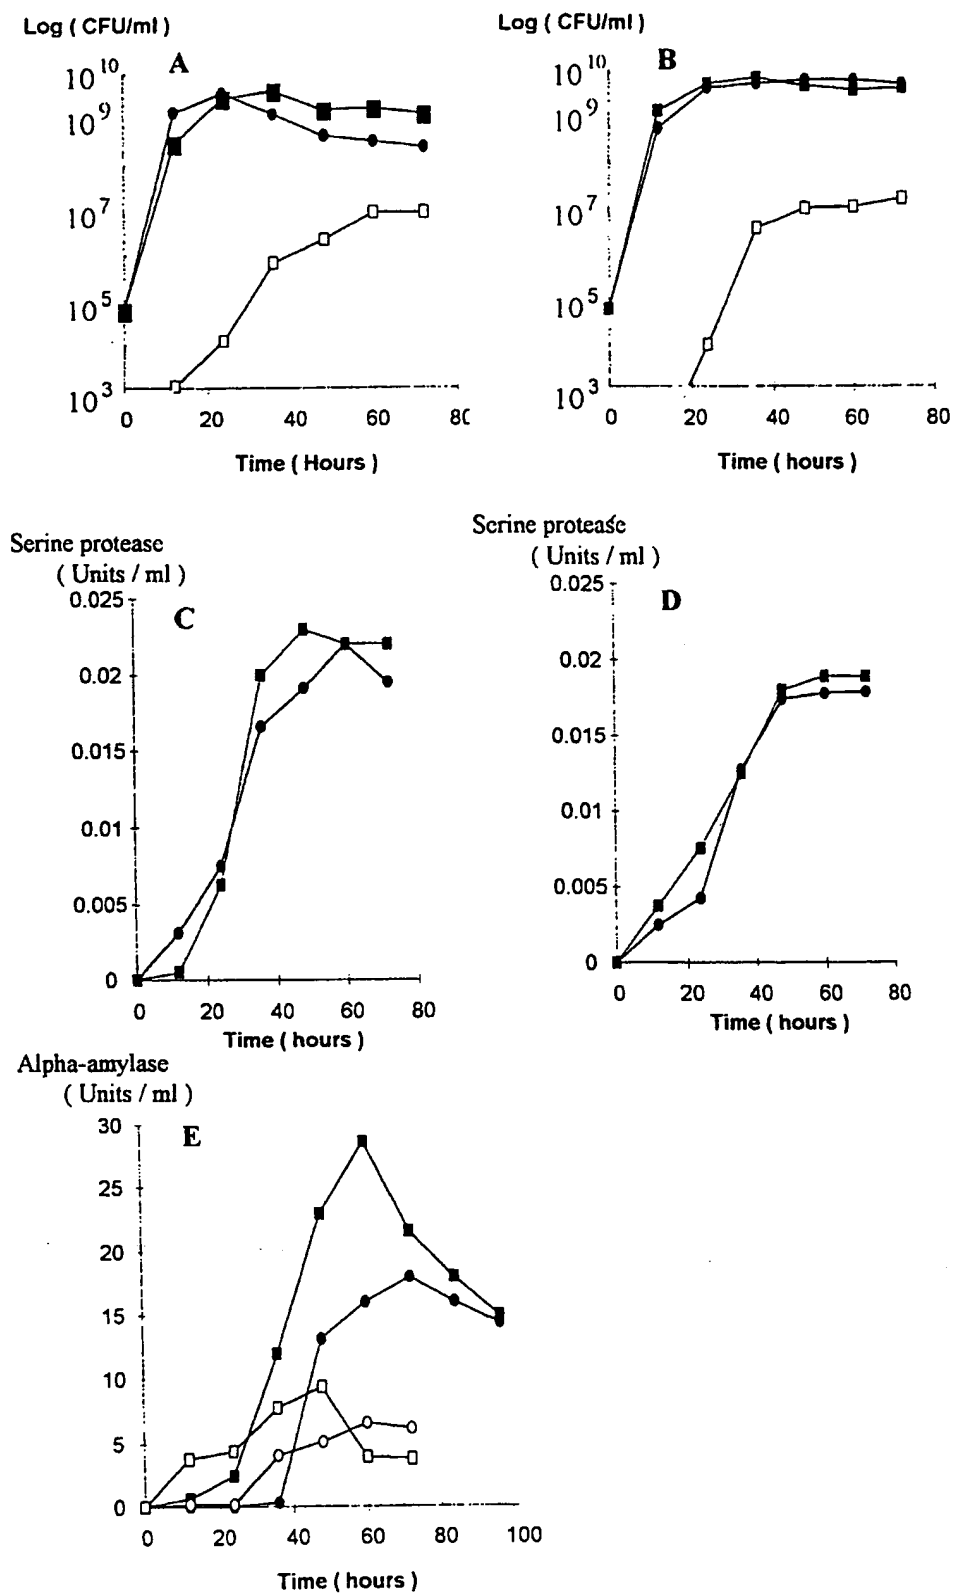 Log ( CFU/ml )
A
10^10
10^9
10^7
10^5
10^3
0 20 40 60 80
Time ( Hours )
Log ( CFU/ml )
B
10^10
10^9
10^7
10^5
10^3
0 20 40 60 80
Time ( hours )
Serine protease
( Units / ml )
C
0.025
0.02
0.015
0.01
0.005
0
0 20 40 60 80
Time ( hours )
Serine protease
( Units / ml )
D
0.025
0.02
0.015
0.01
0.005
0
0 20 40 60 80
Time ( hours )
Alpha-amylase
( Units / ml )
E
30
25
20
15
10
5
0
0 20 40 60 80 100
Time ( hours )